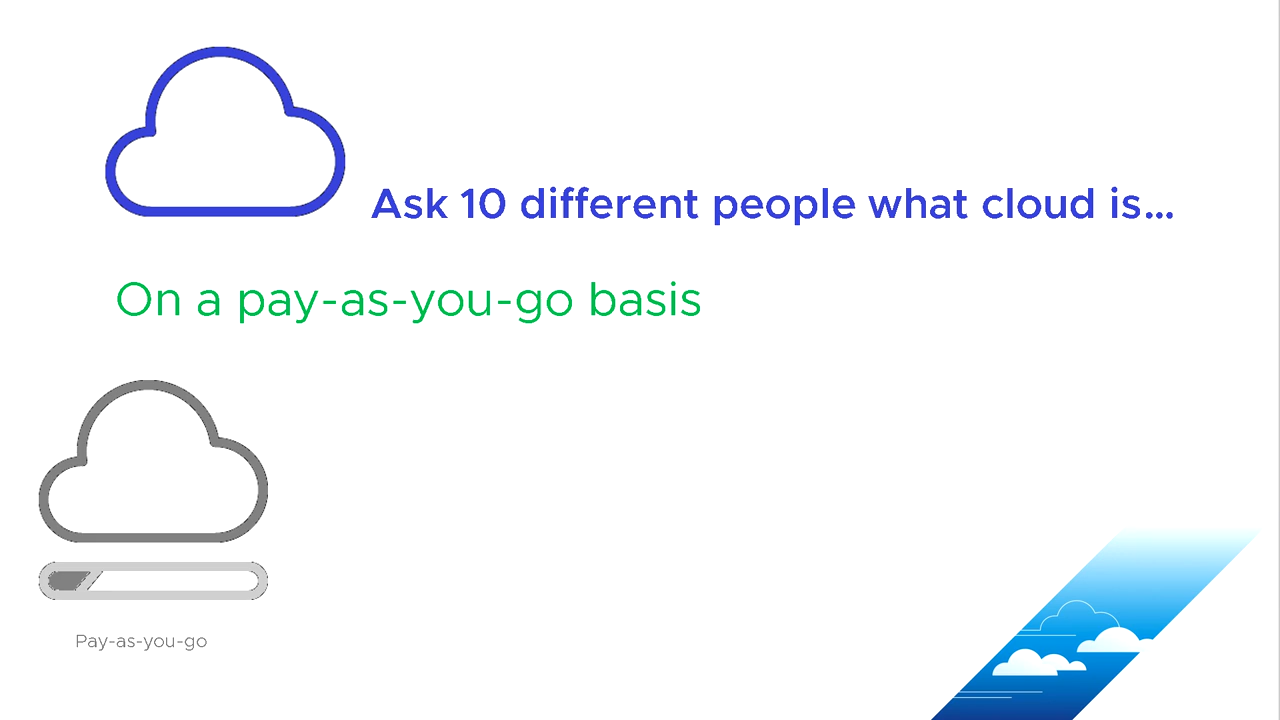 Ask 10 different people what cloud is...
On a pay-as-you-go basis
Pay-as-you-go